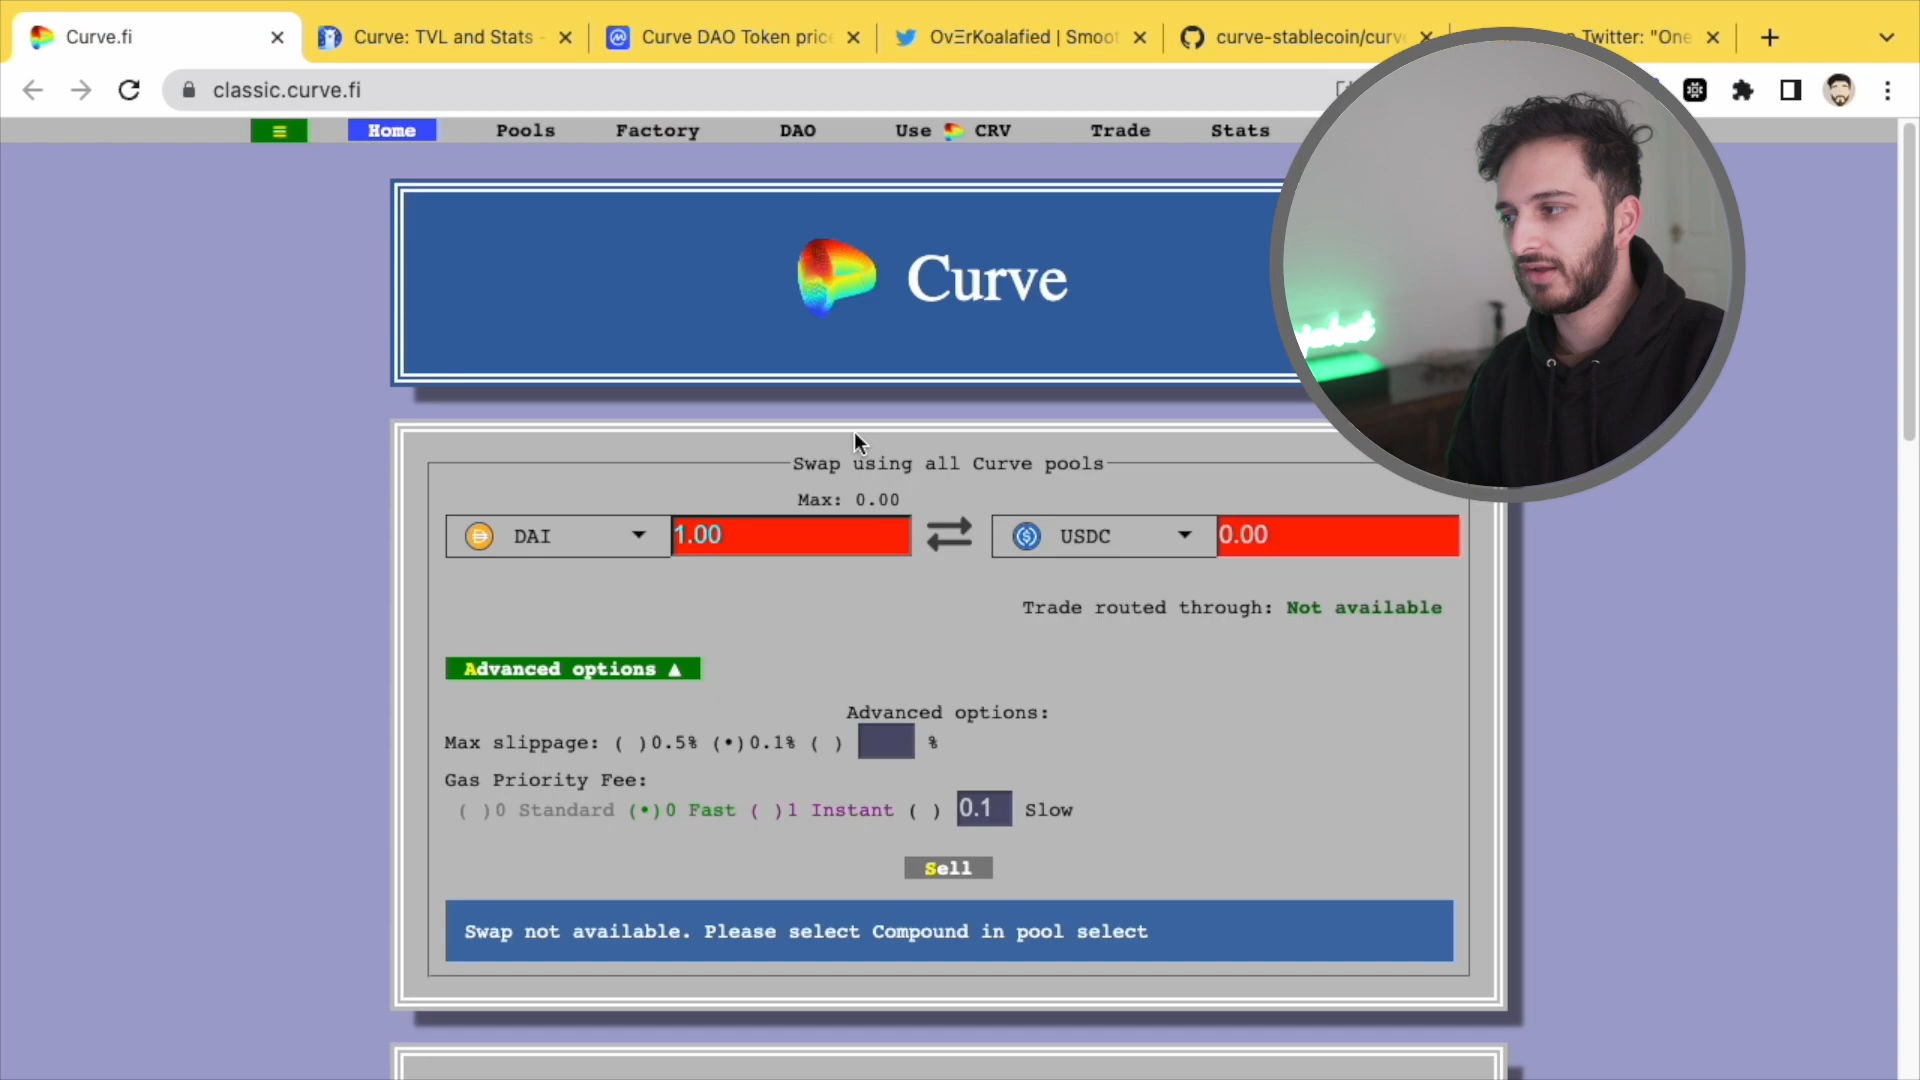 Curve.fi
Curve: TVL and Stats -
Curve DAO Token price
OvΞrKoalafied | Smoot
curve-stablecoin/curve
Twitter: "One
classic.curve.fi
Home Pools Factory DAO Use CRV Trade Stats
Curve
Swap using all Curve pools
Max: 0.00
DAI 1.00 USDC 0.00
Trade routed through: Not available
Advanced options ▲
Advanced options:
Max slippage: ( )0.5% (•)0.1% ( ) %
Gas Priority Fee:
( )0 Standard (•)0 Fast ( )1 Instant ( ) 0.1 Slow
Sell
Swap not available. Please select Compound in pool select